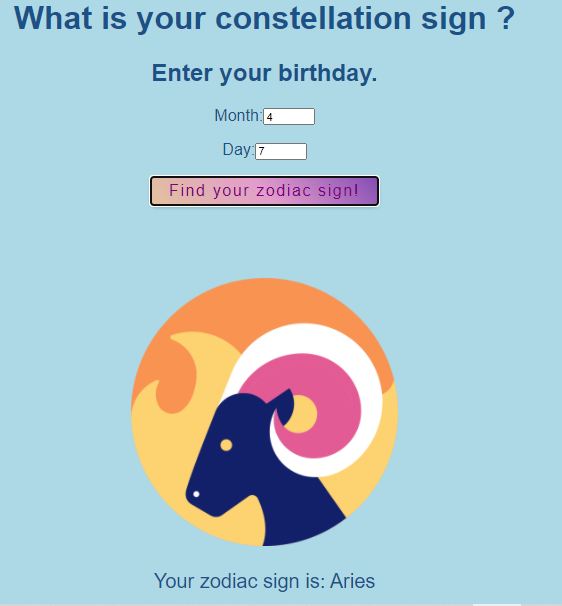 What is your constellation sign ?
Enter your birthday.
Month:4
Day:7
Find your zodiac sign!
Your zodiac sign is: Aries